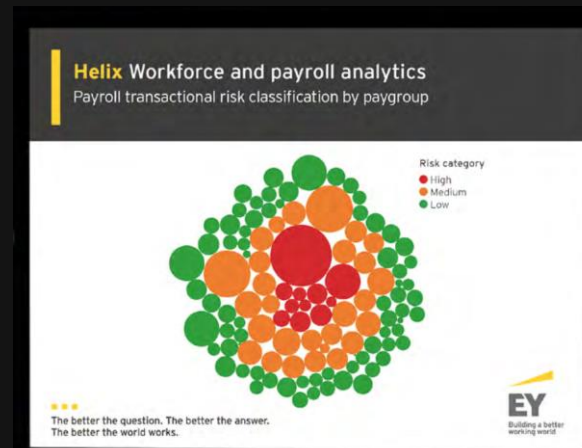 Helix Workforce and payroll analytics
Payroll transactional risk classification by paygroup
Risk category
High
Medium
Low
The better the question. The better the answer.
The better the world works.
EY
Building a better
working world